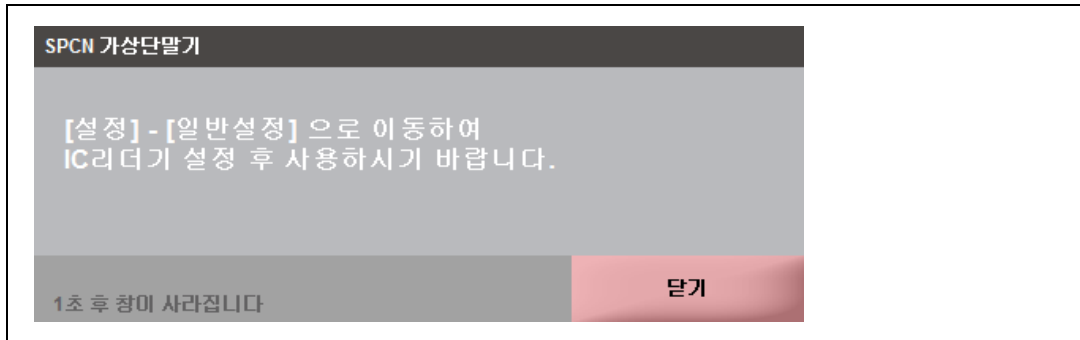 SPCN 가상단말기
[설정] - [일반설정] 으로 이동하여
IC리더기 설정 후 사용하시기 바랍니다.
1초 후 창이 사라집니다
닫기